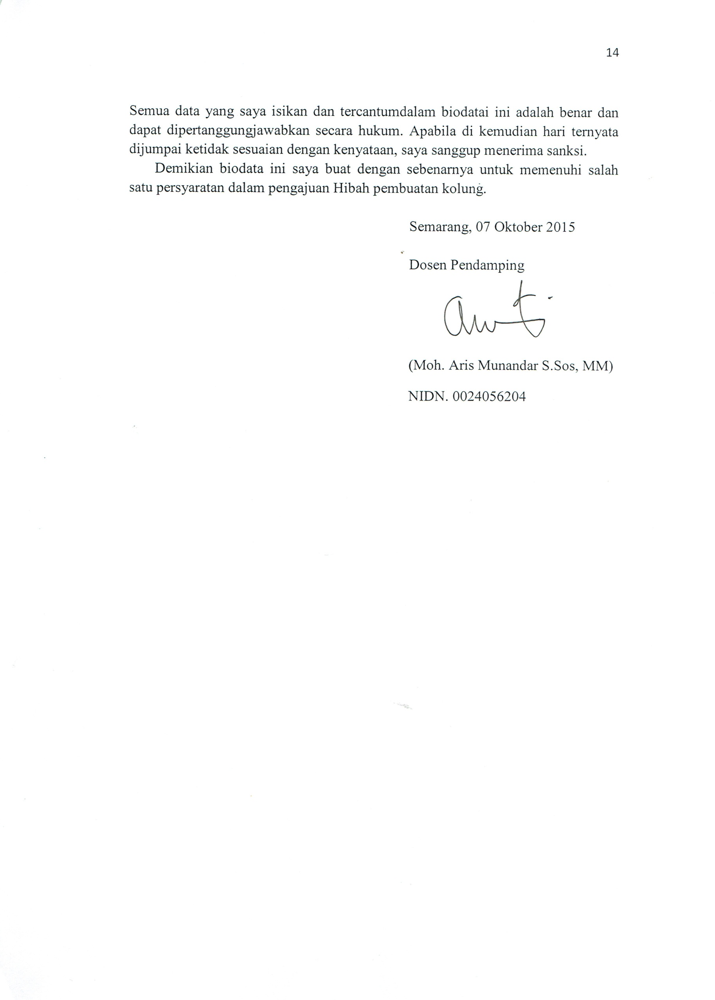 14
Semua data yang saya isikan dan tercantumdalam biodatai ini adalah benar dan
dapat dipertanggungjawabkan secara hukum. Apabila di kemudian hari ternyata
dijumpai ketidak sesuaian dengan kenyataan, saya sanggup menerima sanksi.
Demikian biodata ini saya buat dengan sebenarnya untuk memenuhi salah
satu persyaratan dalam pengajuan Hibah pembuatan kolung.
Semarang, 07 Oktober 2015
Dosen Pendamping
(Moh. Aris Munandar S.Sos, MM)
NIDN. 0024056204